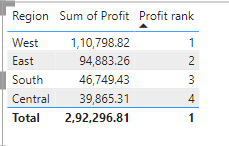 Region Sum of Profit Profit rank
West 1,10,798.82 1
East 94,883.26 2
South 46,749.43 3
Central 39,865.31 4
Total 2,92,296.81 1